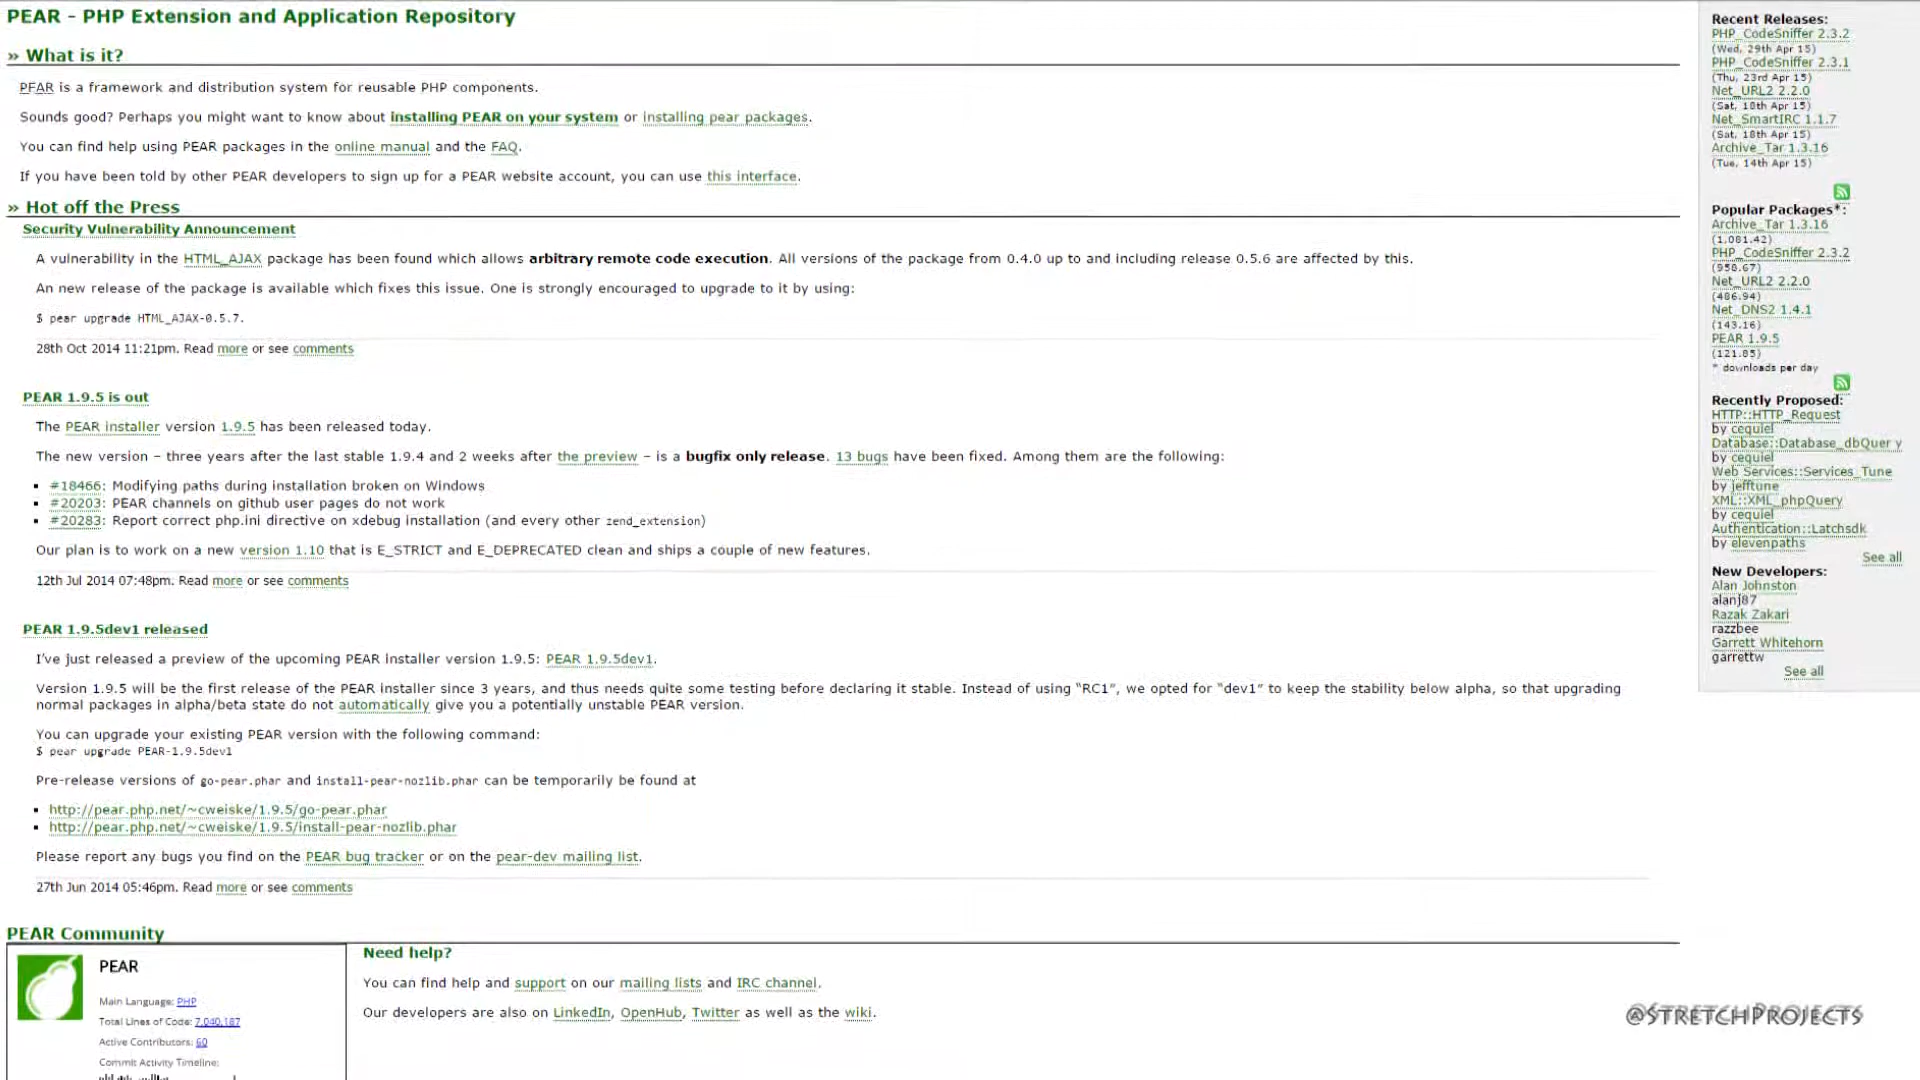 PEAR - PHP Extension and Application Repository
» What is it?
PEAR is a framework and distribution system for reusable PHP components.
Sounds good? Perhaps you might want to know about installing PEAR on your system or installing pear packages.
You can find help using PEAR packages in the online manual and the FAQ.
If you have been told by other PEAR developers to sign up for a PEAR website account, you can use this interface.
» Hot off the Press
Security Vulnerability Announcement
A vulnerability in the HTML_AJAX package has been found which allows arbitrary remote code execution. All versions of the package from 0.4.0 up to and including release 0.5.6 are affected by this.
An new release of the package is available which fixes this issue. One is strongly encouraged to upgrade to it by using:
$ pear upgrade HTML_AJAX-0.5.7.
28th Oct 2014 11:21pm. Read more or see comments
PEAR 1.9.5 is out
The PEAR installer version 1.9.5 has been released today.
The new version – three years after the last stable 1.9.4 and 2 weeks after the preview – is a bugfix only release. 13 bugs have been fixed. Among them are the following:
▪ #18466: Modifying paths during installation broken on Windows
▪ #20203: PEAR channels on github user pages do not work
▪ #20283: Report correct php.ini directive on xdebug installation (and every other zend_extension)
Our plan is to work on a new version 1.10 that is E_STRICT and E_DEPRECATED clean and ships a couple of new features.
12th Jul 2014 07:48pm. Read more or see comments
PEAR 1.9.5dev1 released
I've just released a preview of the upcoming PEAR Installer version 1.9.5: PEAR 1.9.5dev1.
Version 1.9.5 will be the first release of the PEAR installer since 3 years, and thus needs quite some testing before declaring it stable. Instead of using “RC1”, we opted for “dev1” to keep the stability below alpha, so that upgrading
normal packages in alpha/beta state do not automatically give you a potentially unstable PEAR version.
You can upgrade your existing PEAR version with the following command:
$ pear upgrade PEAR-1.9.5dev1
Pre-release versions of go-pear.phar and install-pear-nozlib.phar can be temporarily be found at
▪ http://pear.php.net/~cweiske/1.9.5/go-pear.phar
▪ http://pear.php.net/~cweiske/1.9.5/install-pear-nozlib.phar
Please report any bugs you find on the PEAR bug tracker or on the pear-dev mailing list.
27th Jun 2014 05:46pm. Read more or see comments
PEAR Community
PEAR
Main Language: PHP
Total Lines of Code: 7,040,187
Active Contributors: 60
Commit Activity Timeline:
Need help?
You can find help and support on our mailing lists and IRC channel.
Our developers are also on LinkedIn, OpenHub, Twitter as well as the wiki.
Recent Releases:
PHP_CodeSniffer 2.3.2
(Wed, 29th Apr 15)
PHP_CodeSniffer 2.3.1
(Thu, 23rd Apr 15)
Net_URL2 2.2.0
(Sat, 18th Apr 15)
Net_SmartIRC 1.1.7
(Sat, 18th Apr 15)
Archive_Tar 1.3.16
(Tue, 14th Apr 15)
Popular Packages*:
Archive_Tar 1.3.16
(1,081.42)
PHP_CodeSniffer 2.3.2
(958.67)
Net_URL2 2.2.0
(486.94)
Net_DNS2 1.4.1
(143.16)
PEAR 1.9.5
(121.85)
* downloads per day
Recently Proposed:
HTTP::HTTP_Request
by cequiel
Database::Database_dbQuer y
by cequiel
Web Services::Services_Tune
by jefftune
XML::XML_phpQuery
by cequiel
Authentication::Latchsdk
by elevenpaths
See all
New Developers:
Alan Johnston
alanj87
Razak Zakari
razzbee
Garrett Whitehorn
garrettw
See all
@StretchProjects